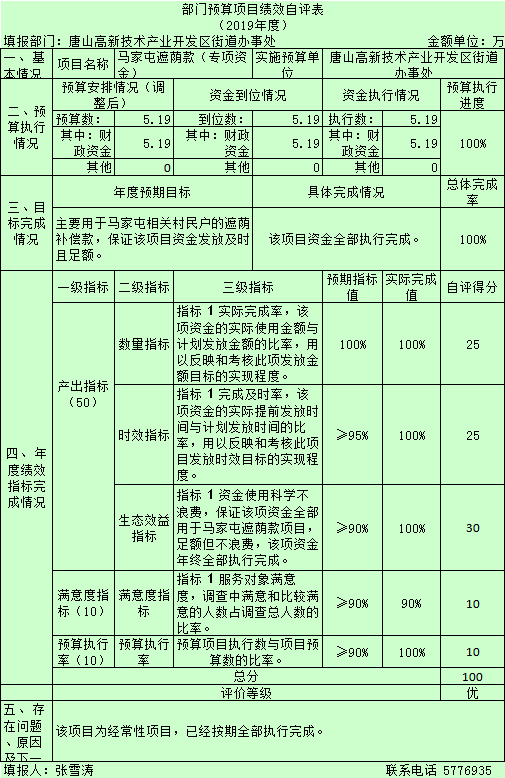 部门预算项目绩效自评表
（2019年度）
填报部门：唐山高新技术产业开发区街道办事处 金额单位：万
一、基本情况 项目名称 马家屯遮荫款（专项资金） 实施预算单位 唐山高新技术产业开发区街道办事处
二、预算执行情况 预算安排情况（调整后） 资金到位情况 资金执行情况 预算执行进度
预算数： 5.19 到位数： 5.19 执行数： 5.19 100%
其中：财政资金 5.19 其中：财政资金 5.19 其中：财政资金 5.19
其他 0 其他 0 其他 0
三、目标完成情况 年度预期目标 具体完成情况 总体完成率
主要用于马家屯相关村民户的遮荫
补偿款，保证该项目资金发放及时
且足额。
该项目资金全部执行完成。 100%
四、年度绩效指标完成情况 一级指标 二级指标 三级指标 预期指标值 实际完成值 自评得分
产出指标（50） 数量指标
指标 1 实际完成率，该
项资金的实际使用金额与
计划发放金额的比率，用
以反映和考核此项发放金
额目标的实现程度。
100% 100% 25
时效指标
指标 1 完成及时率，该
项资金的实际提前发放时
间与计划发放时间的比
率，用以反映和考核此项
目发放时效目标的实现程
度。
≥95% 100% 25
生态效益指标
指标 1 资金使用科学不
浪费，保证该项资金全部
用于马家屯遮荫款项目，
足额但不浪费，该项资金
年终全部执行完成。
≥90% 100% 30
满意度指标（10） 满意度指标
指标 1 服务对象满意
度，调查中满意和比较满
意的人数占调查总人数的
比率。
≥90% 90% 10
预算执行率（10） 预算执行率
预算项目执行数与项目预
算数的比率。
≥90% 100% 10
总分 100
评价等级 优
五、存在问题、原因及下一
该项目为经常性项目，已经按期全部执行完成。
填报人：张雪涛 联系电话 5776935